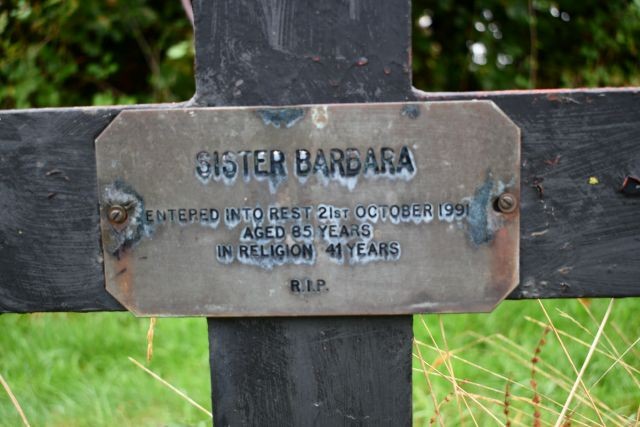 SISTER BARBARA
ENTERED INTO REST 21ST OCTOBER 1991
AGED 85 YEARS
IN RELIGION 41 YEARS
R.I.P.